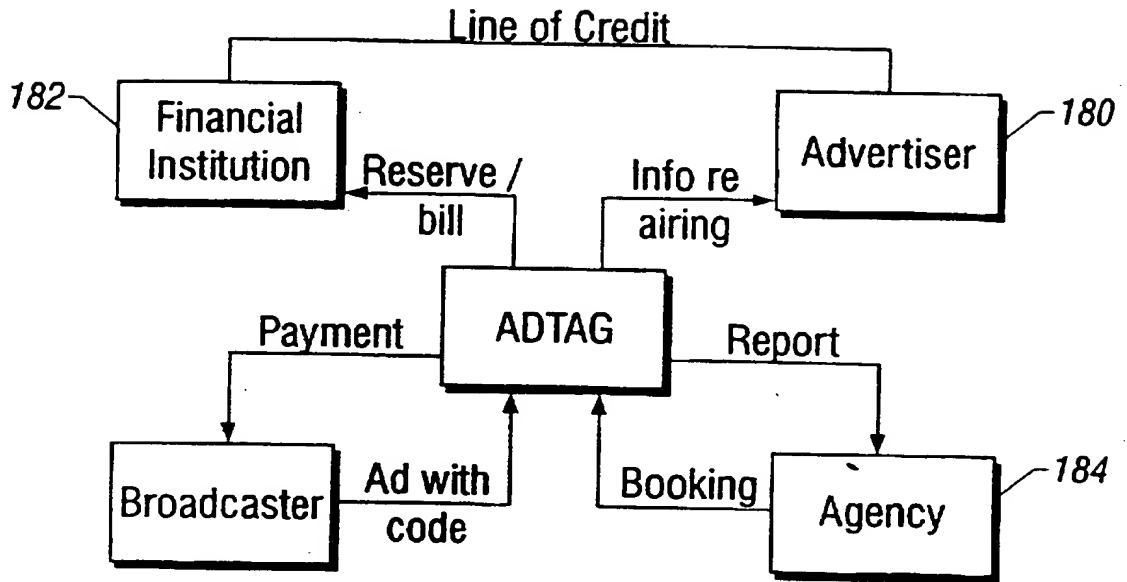 Line of Credit
182
Financial
Institution
180
Advertiser
Reserve /
bill
Info re
airing
ADTAG
Payment
Report
Broadcaster
Ad with
code
Booking
184
Agency